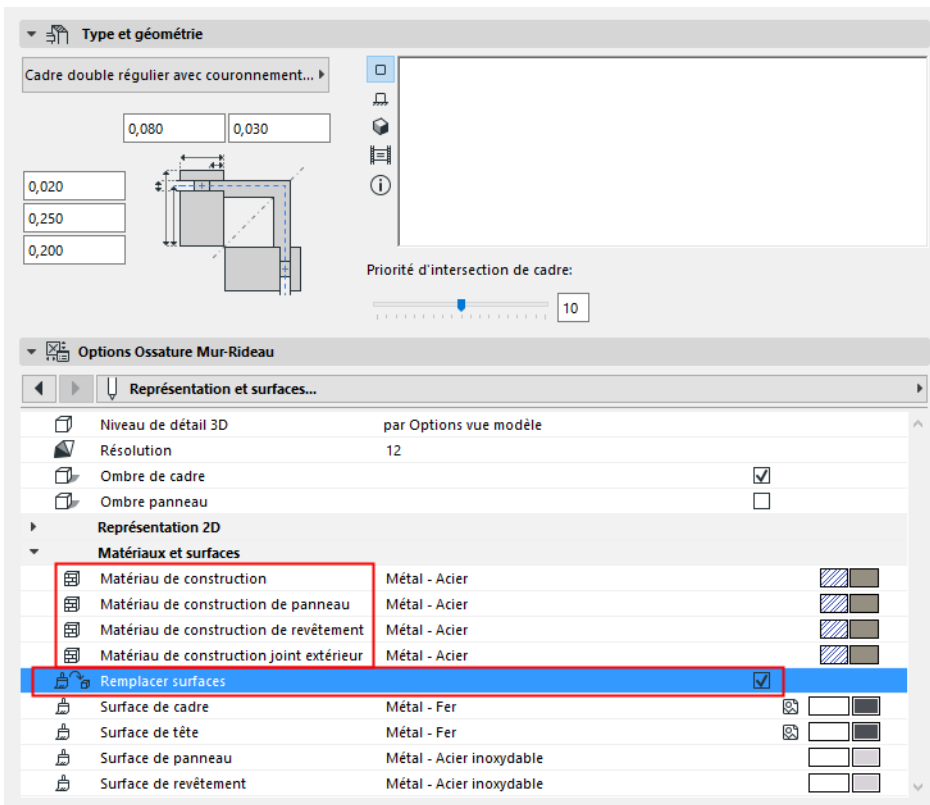 Type et géométrie
Cadre double régulier avec couronnement...
0,080 0,030
0,020
0,250
0,200
Priorité d'intersection de cadre:
10
Options Ossature Mur-Rideau
Représentation et surfaces...
Niveau de détail 3D par Options vue modèle
Résolution 12
Ombre de cadre
Ombre panneau
Représentation 2D
Matériaux et surfaces
Matériau de construction Métal - Acier
Matériau de construction de panneau Métal - Acier
Matériau de construction de revêtement Métal - Acier
Matériau de construction joint extérieur Métal - Acier
Remplacer surfaces
Surface de cadre Métal - Fer
Surface de tête Métal - Fer
Surface de panneau Métal - Acier inoxydable
Surface de revêtement Métal - Acier inoxydable